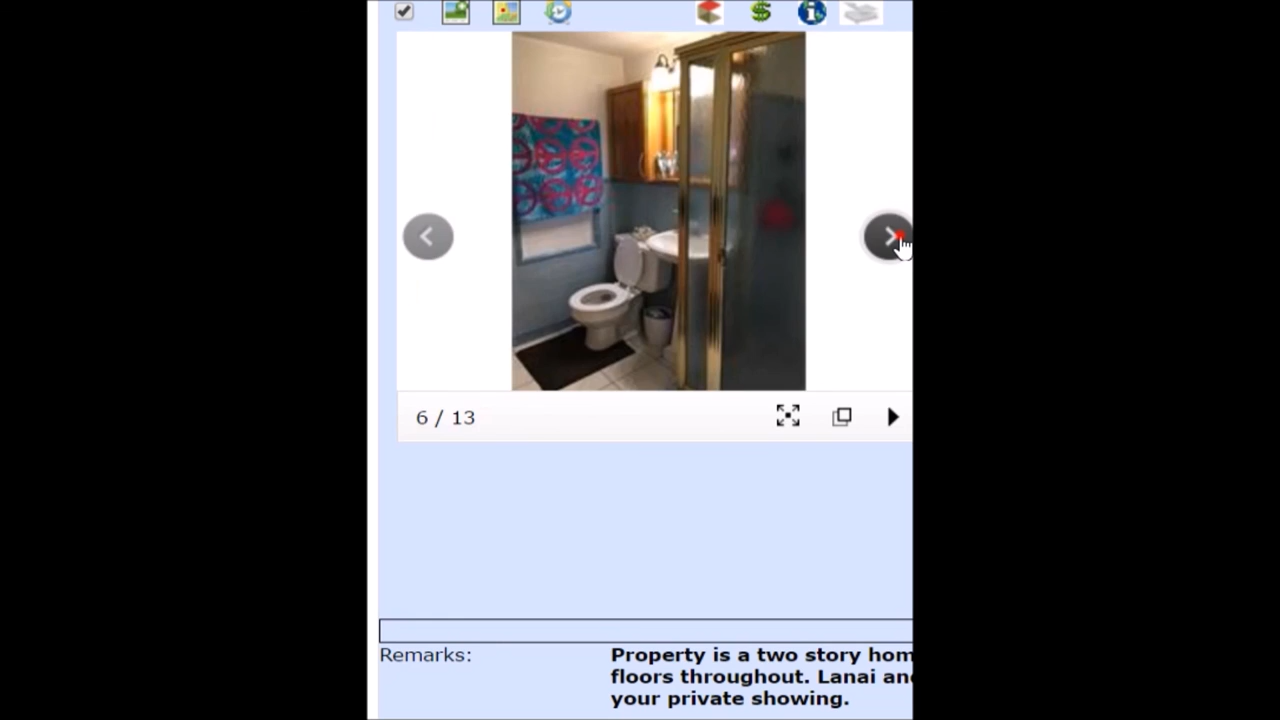 6 / 13
Remarks:
Property is a two story hom
floors throughout. Lanai an
your private showing.